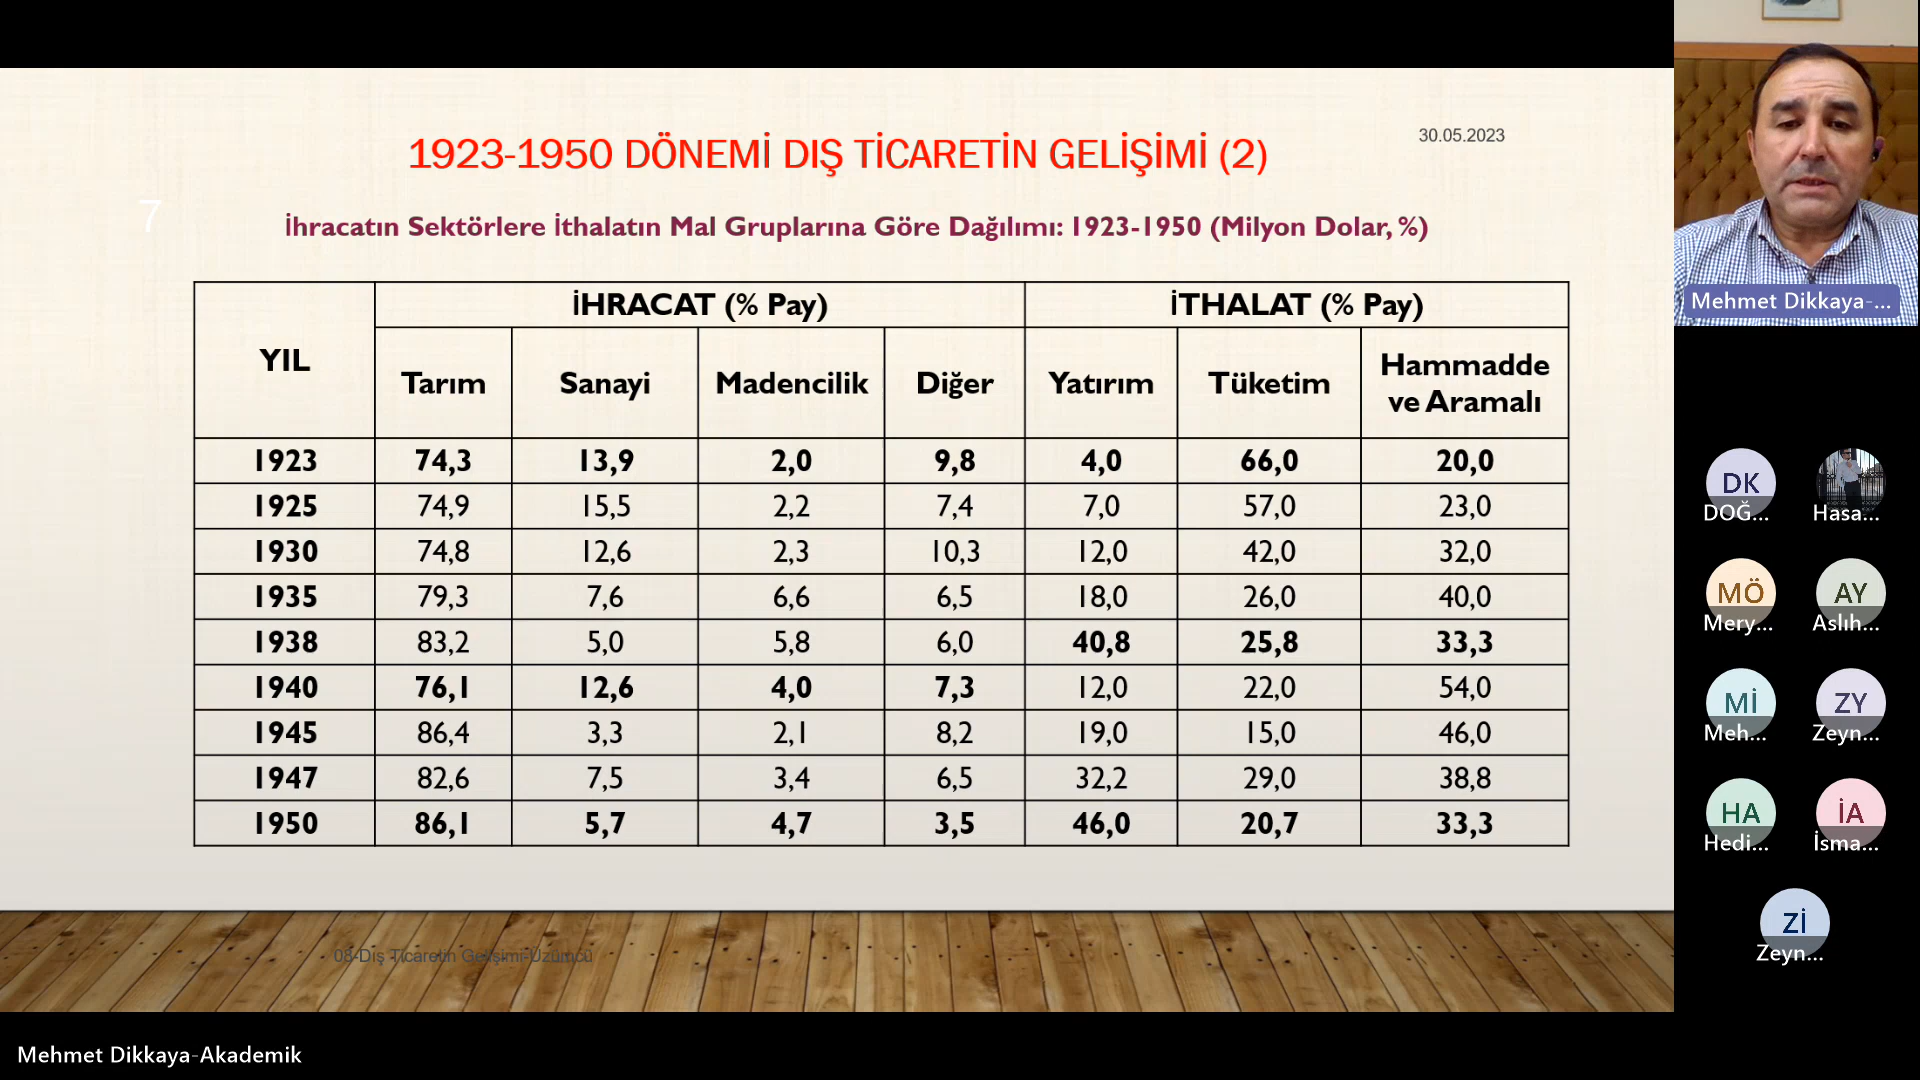 1923-1950 DÖNEMİ DIŞ TİCARETİN GELİŞİMİ (2)
30.05.2023
7
İhracatın Sektörlere İthalatın Mal Gruplarına Göre Dağılımı: 1923-1950 (Milyon Dolar, %)
YIL İHRACAT (% Pay) İTHALAT (% Pay)
Tarım Sanayi Madencilik Diğer Yatırım Tüketim Hammadde
ve Aramalı
1923 74,3 13,9 2,0 9,8 4,0 66,0 20,0
1925 74,9 15,5 2,2 7,4 7,0 57,0 23,0
1930 74,8 12,6 2,3 10,3 12,0 42,0 32,0
1935 79,3 7,6 6,6 6,5 18,0 26,0 40,0
1938 83,2 5,0 5,8 6,0 40,8 25,8 33,3
1940 76,1 12,6 4,0 7,3 12,0 22,0 54,0
1945 86,4 3,3 2,1 8,2 19,0 15,0 46,0
1947 82,6 7,5 3,4 6,5 32,2 29,0 38,8
1950 86,1 5,7 4,7 3,5 46,0 20,7 33,3
08-Dış Ticaretin Gelişimi-Üzümcü
Mehmet Dikkaya-Akademik
Mehmet Dikkaya-...
DK
DOĞ...
Hasa...
MÖ
Mery...
AY
Aslıh...
Mİ
Meh...
ZY
Zeyn...
HA
Hedi...
İA
İsma...
Zİ
Zeyn...